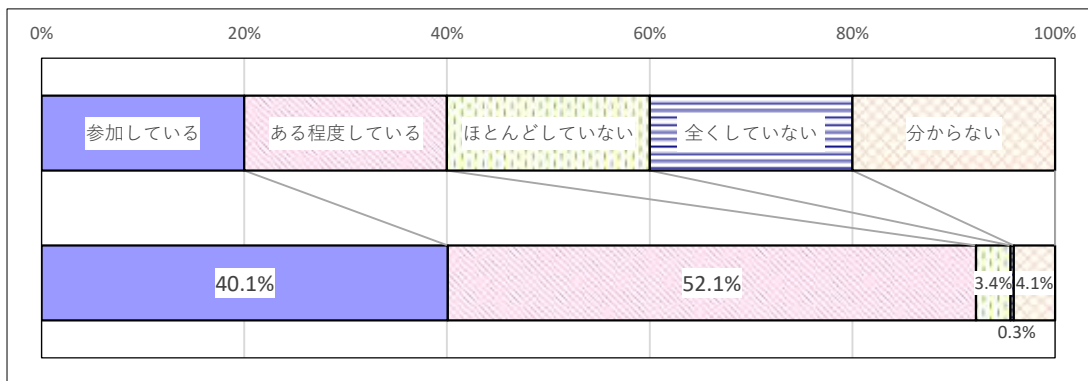 0% 20% 40% 60% 80% 100%
参加している ある程度している ほとんどしていない 全くしていない 分からない
40.1% 52.1% 3.4% 4.1%
0.3%